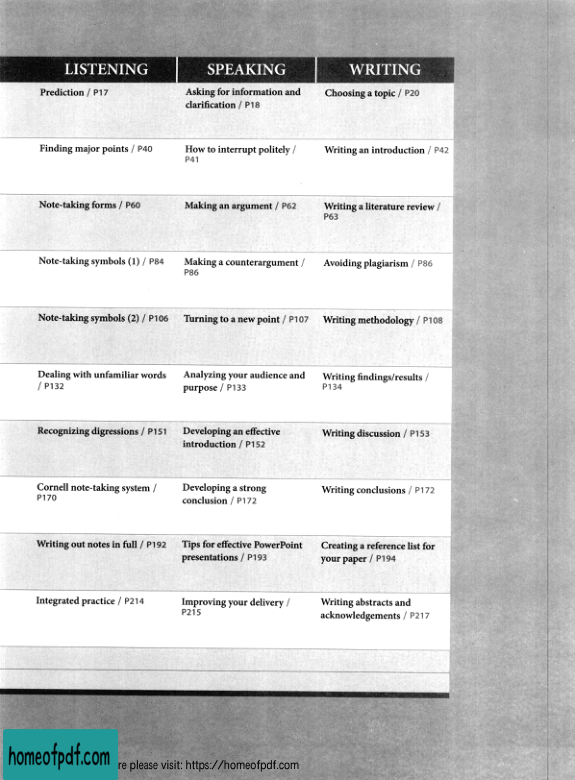 LISTENING SPEAKING WRITING
Prediction / P17
Asking for information and
clarification / P18
Choosing a topic / P20
Finding major points / P40
How to interrupt politely /
P41
Writing an introduction / P42
Note-taking forms / P60
Making an argument / P62
Writing a literature review /
P63
Note-taking symbols (1) / P84
Making a counterargument /
P86
Avoiding plagiarism / P86
Note-taking symbols (2) / P106
Turning to a new point / P107
Writing methodology / P108
Dealing with unfamiliar words
/ P132
Analyzing your audience and
purpose / P133
Writing findings/results /
P134
Recognizing digressions / P151
Developing an effective
introduction / P152
Writing discussion / P153
Cornell note-taking system /
P170
Developing a strong
conclusion / P172
Writing conclusions / P172
Writing out notes in full / P192
Tips for effective PowerPoint
presentations / P193
Creating a reference list for
your paper / P194
Integrated practice / P214
Improving your delivery /
P215
Writing abstracts and
acknowledgements / P217
homeofpdf.com re please visit: https://homeofpdf.com